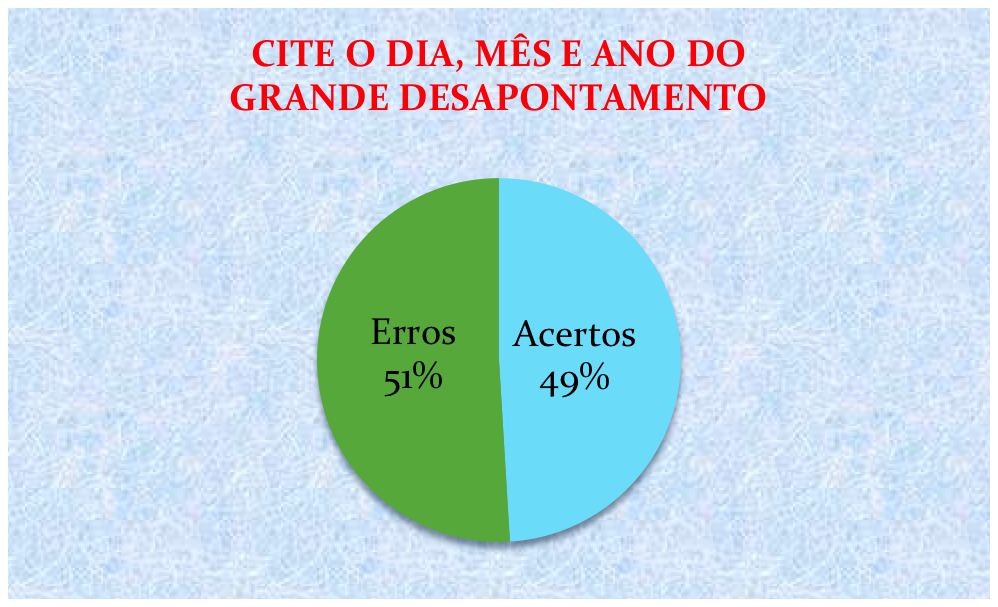 CITE O DIA, MÊS E ANO DO
GRANDE DESAPONTAMENTO
Erros
51%
Acertos
49%